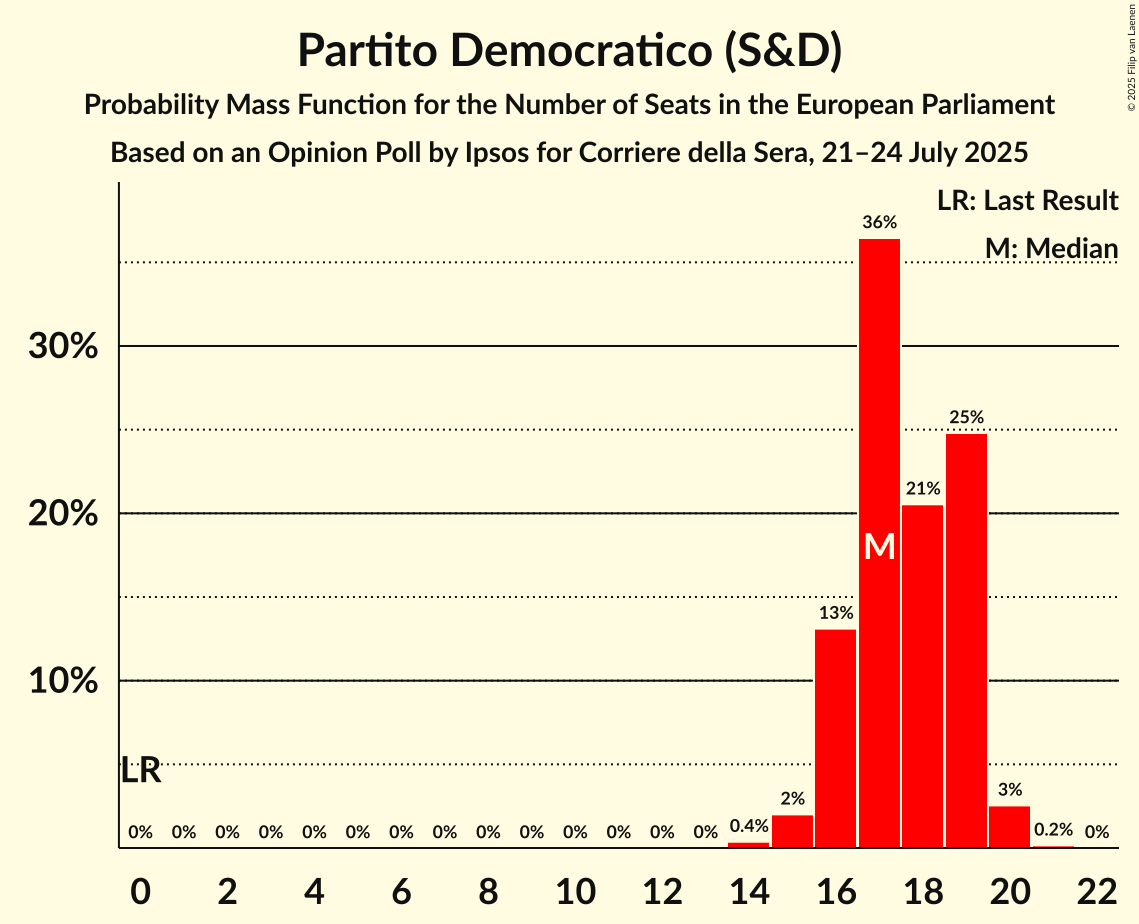 Partito Democratico (S&D)
Probability Mass Function for the Number of Seats in the European Parliament
Based on an Opinion Poll by Ipsos for Corriere della Sera, 21–24 July 2025
© 2025 Filip van Laenen
LR: Last Result
M: Median
36%
30%
25%
21%
20%
M
13%
10%
LR
0% 0% 0% 0% 0% 0% 0% 0% 0% 0% 0% 0% 0% 0% 0.4% 2% 3% 0.2% 0%
0 2 4 6 8 10 12 14 16 18 20 22